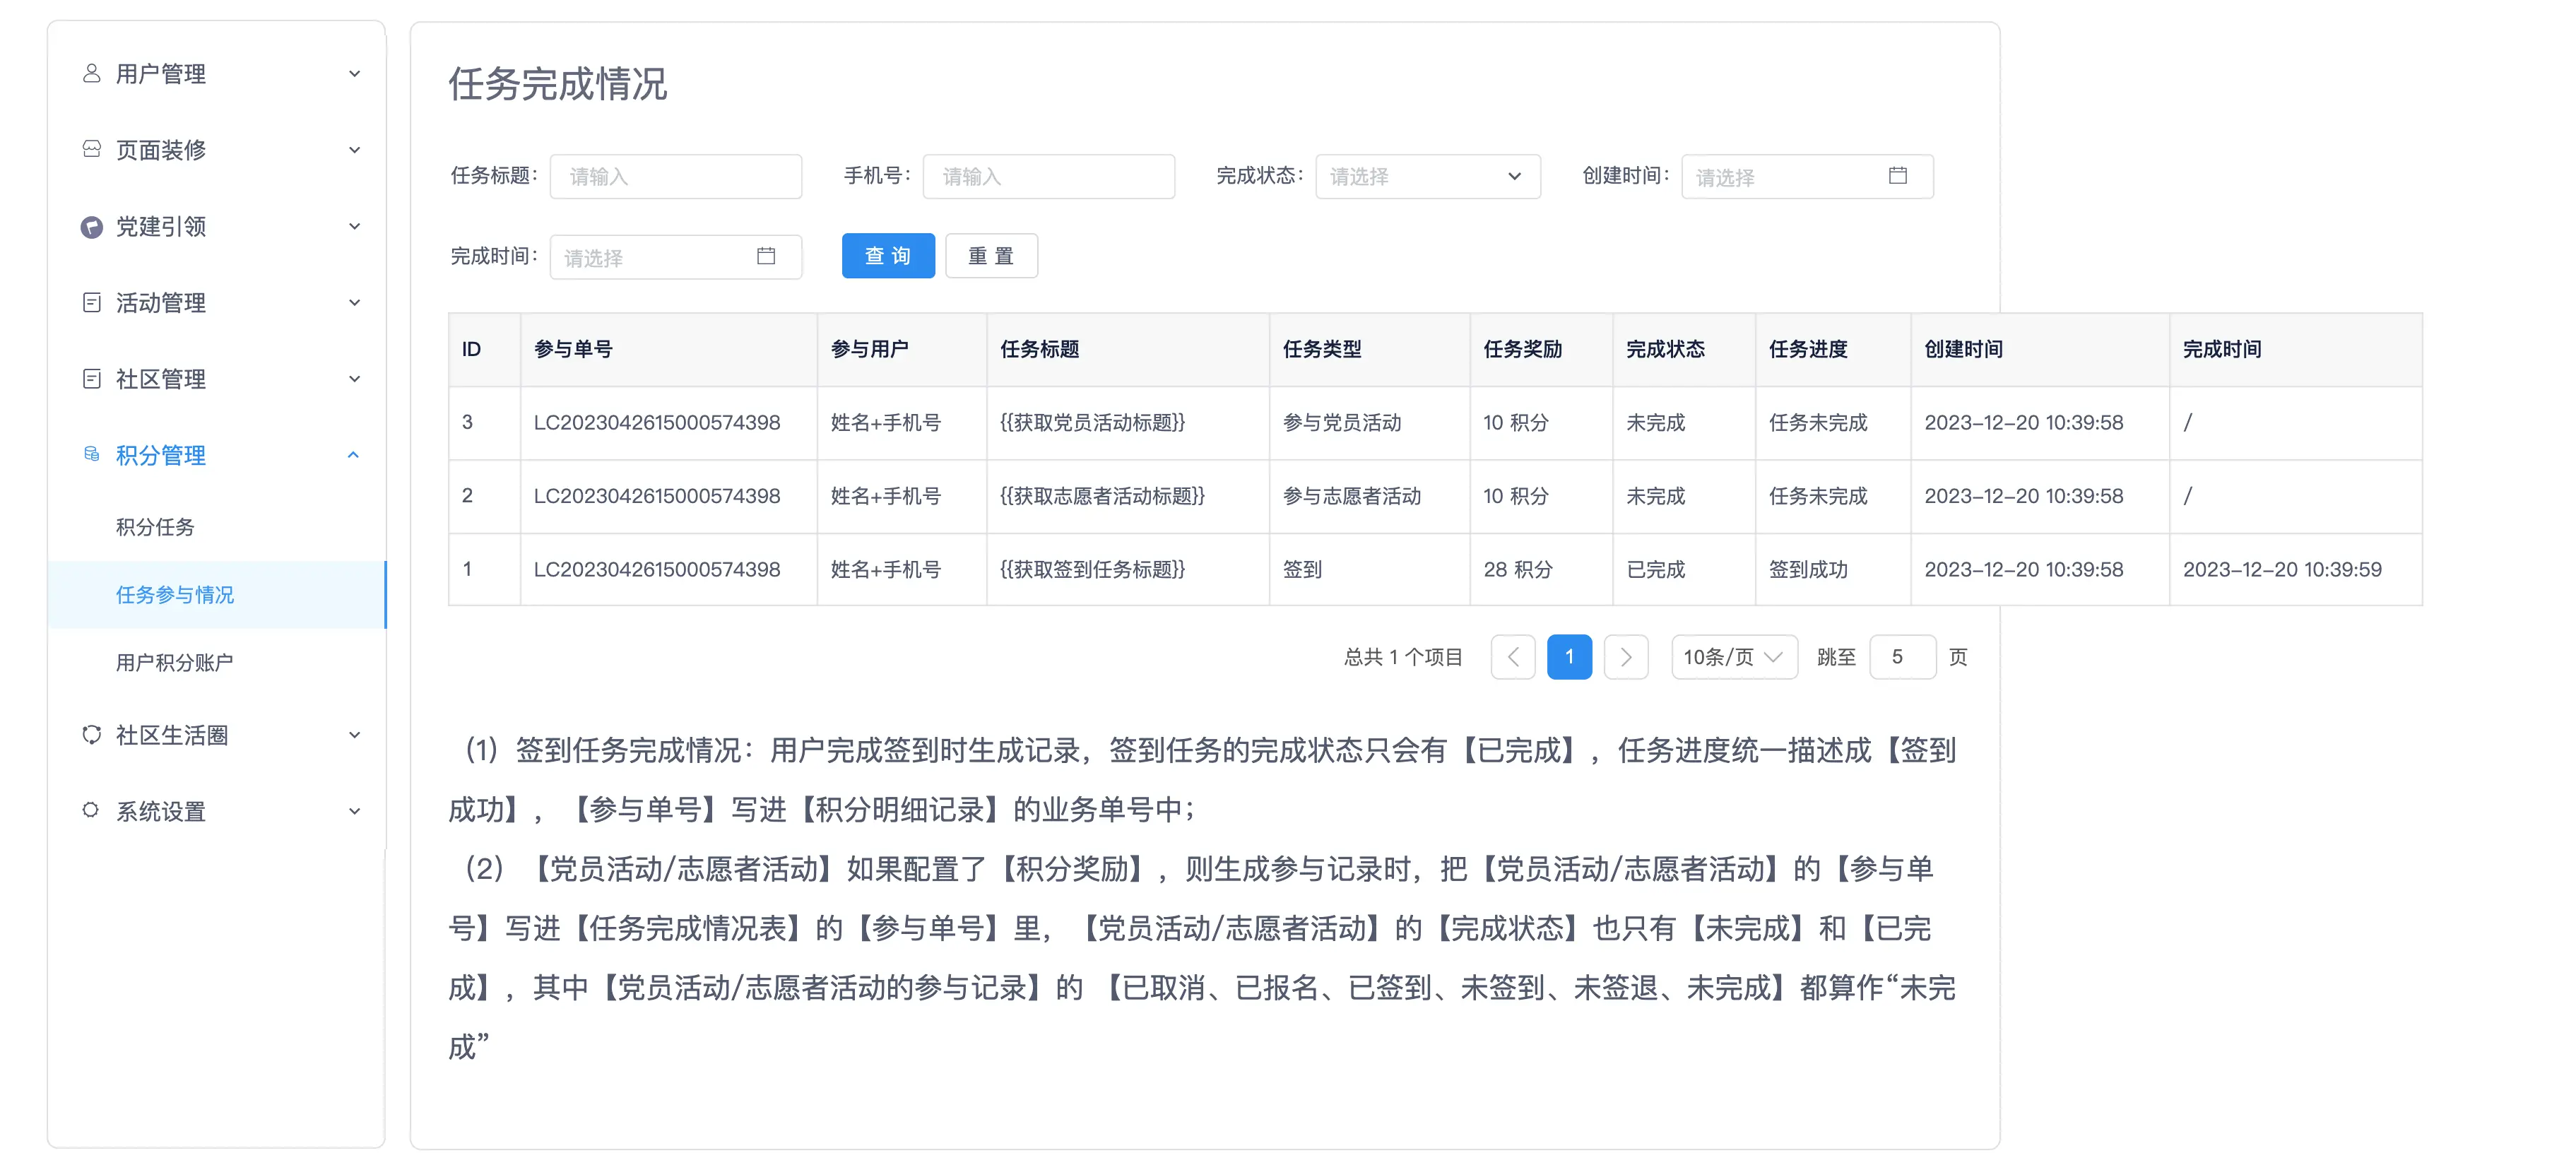 用户管理
页面装修
党建引领
活动管理
社区管理
积分管理
积分任务
任务参与情况
用户积分账户
社区生活圈
系统设置
任务完成情况
任务标题： 请输入 手机号： 请输入 完成状态： 请选择 创建时间： 请选择
完成时间： 请选择 查 询 重 置
ID 参与单号 参与用户 任务标题 任务类型 任务奖励 完成状态 任务进度 创建时间 完成时间
3 LC2023042615000574398 姓名+手机号 {{获取党员活动标题}} 参与党员活动 10 积分 未完成 任务未完成 2023-12-20 10:39:58 /
2 LC2023042615000574398 姓名+手机号 {{获取志愿者活动标题}} 参与志愿者活动 10 积分 未完成 任务未完成 2023-12-20 10:39:58 /
1 LC2023042615000574398 姓名+手机号 {{获取签到任务标题}} 签到 28 积分 已完成 签到成功 2023-12-20 10:39:58 2023-12-20 10:39:59
总共 1 个项目 1 10条/页 跳至 5 页
（1）签到任务完成情况：用户完成签到时生成记录，签到任务的完成状态只会有【已完成】，任务进度统一描述成【签到
成功】，【参与单号】写进【积分明细记录】的业务单号中；
（2）【党员活动/志愿者活动】如果配置了【积分奖励】，则生成参与记录时，把【党员活动/志愿者活动】的【参与单
号】写进【任务完成情况表】的【参与单号】里，【党员活动/志愿者活动】的【完成状态】也只有【未完成】和【已完
成】，其中【党员活动/志愿者活动的参与记录】的 【已取消、已报名、已签到、未签到、未签退、未完成】都算作“未完
成”